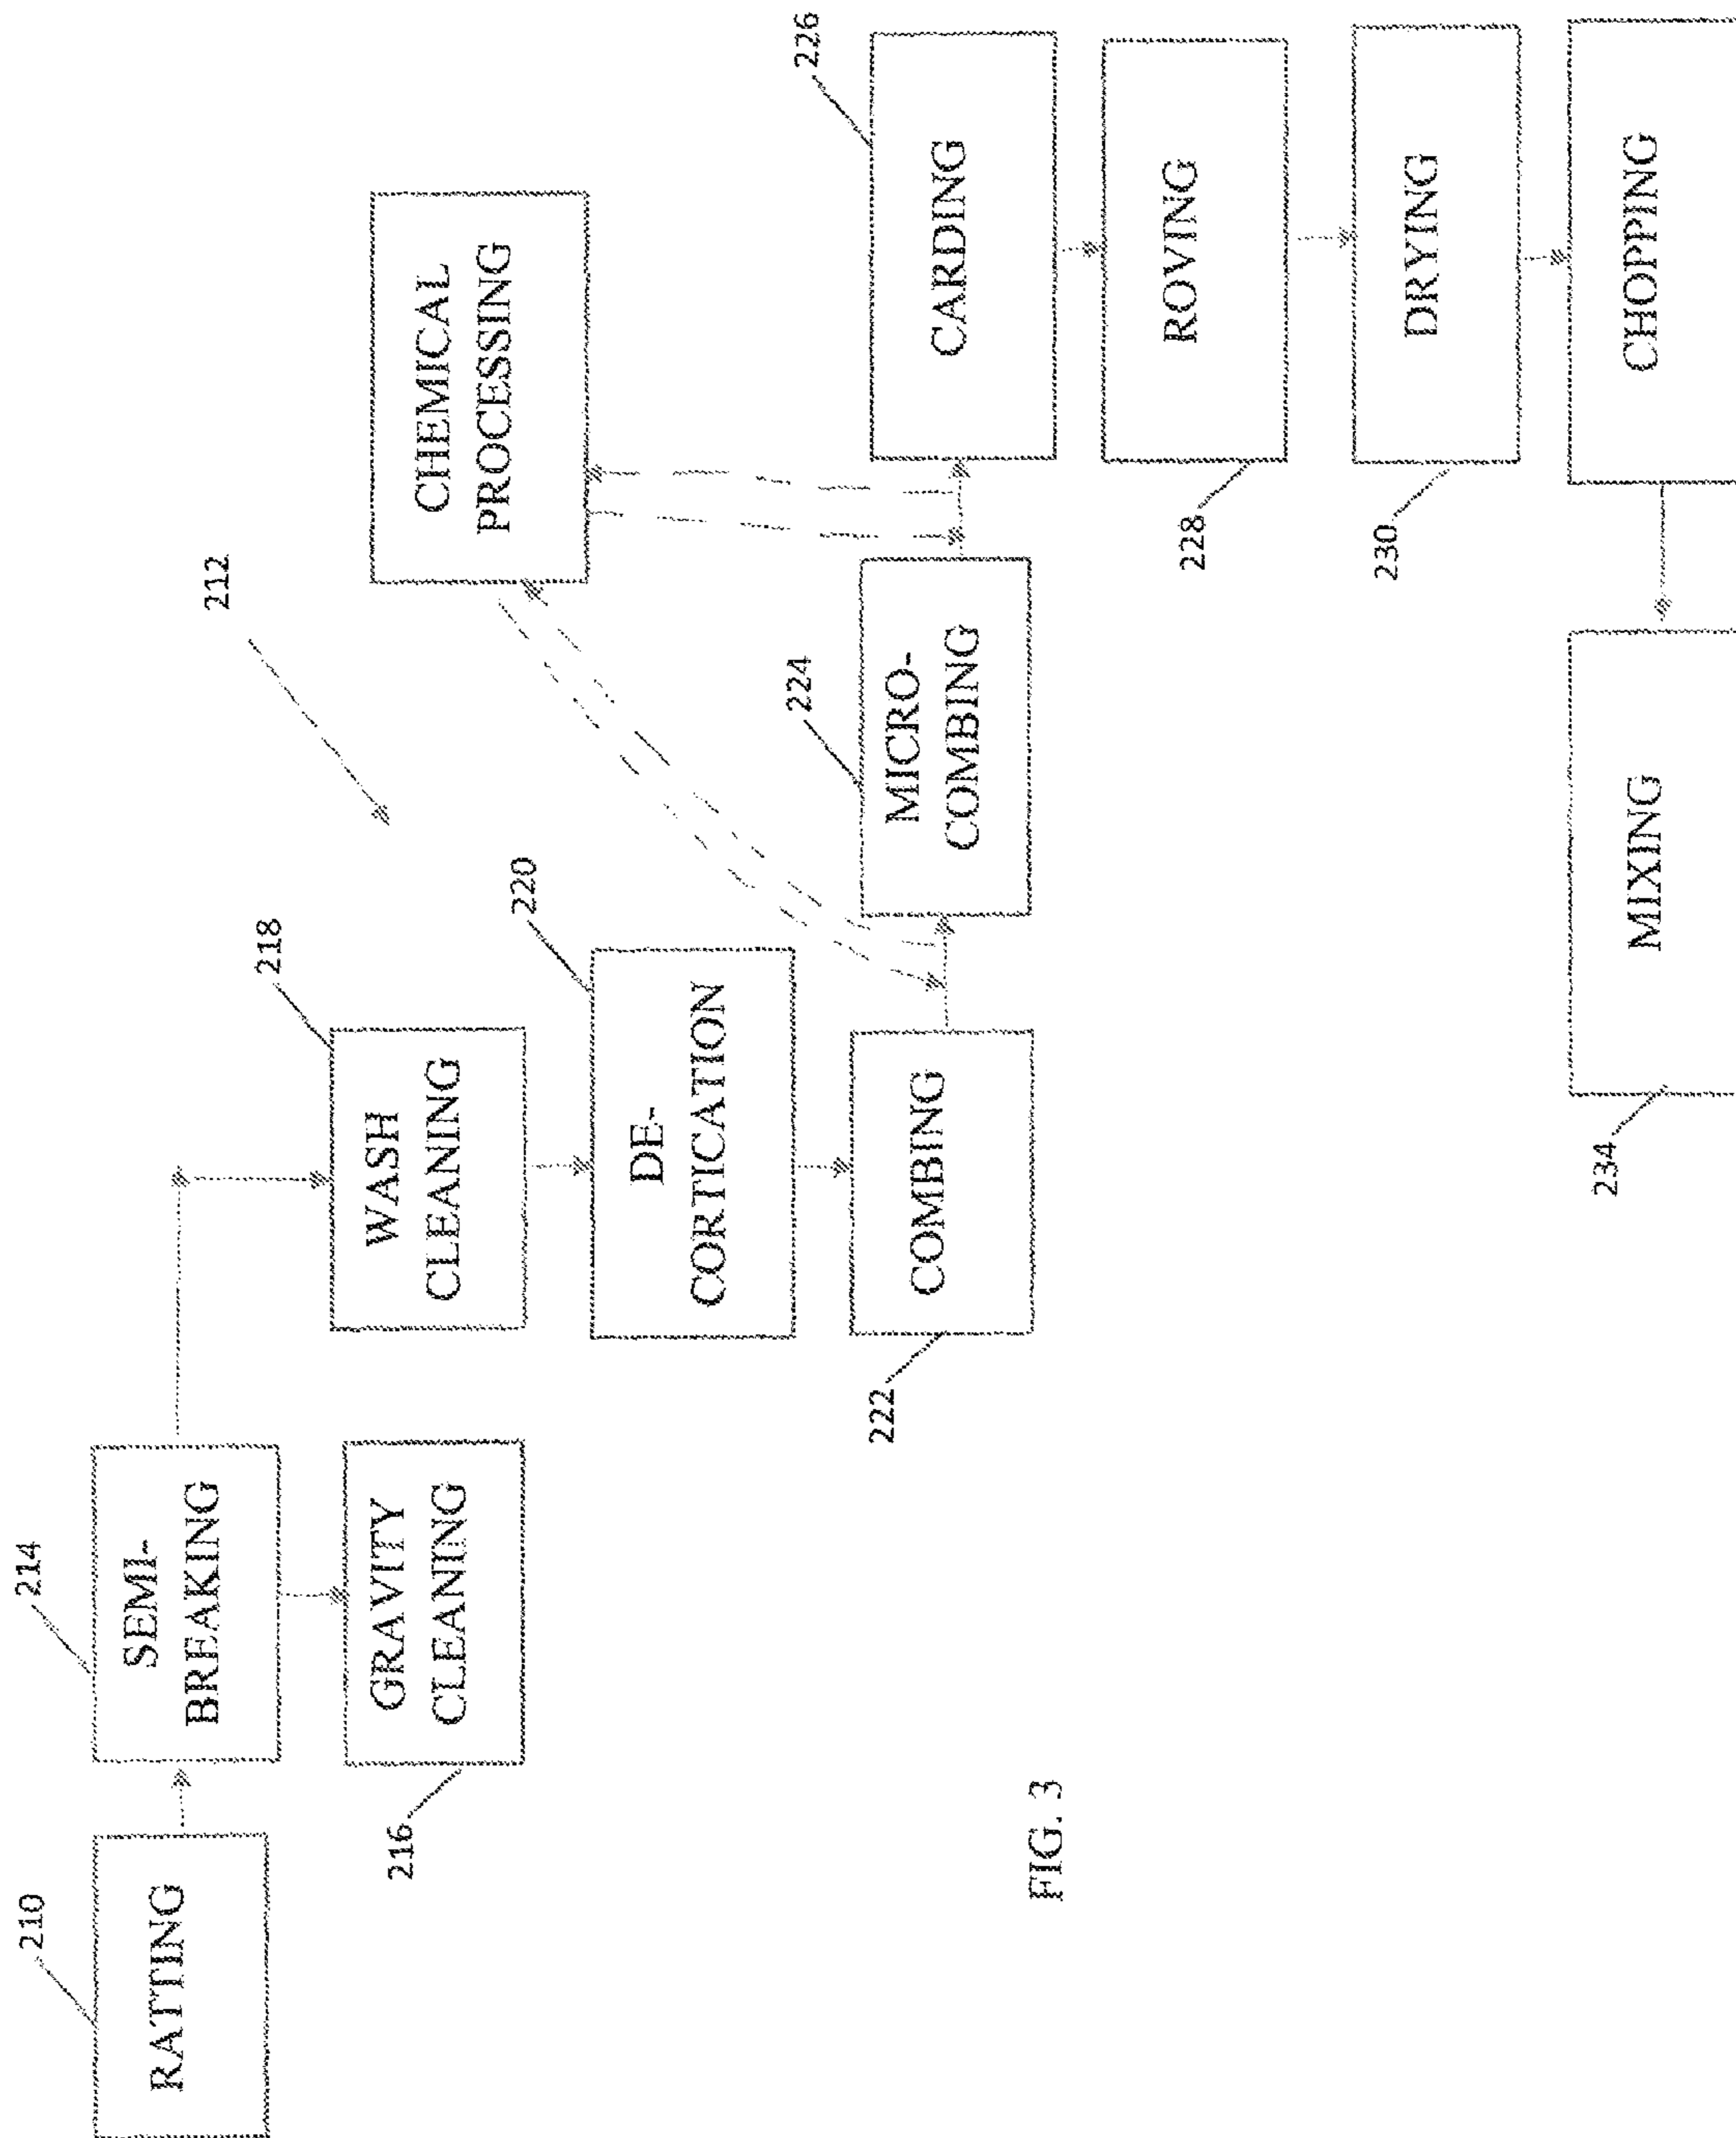 210
RATTING
214
SEMI-
BREAKING
216
GRAVITY
CLEANING
218
WASH
CLEANING
220
DE-
CORTICATION
222
COMBING
212
CHEMICAL
PROCESSING
224
MICRO-
COMBING
226
CARDING
228
ROVING
230
DRYING
CHOPPING
234
MIXING
FIG. 3